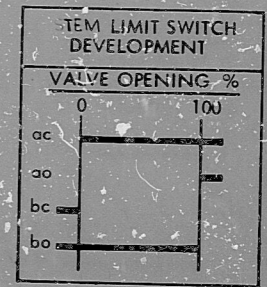 TEM LIMIT SWITCH
DEVELOPMENT
VALVE OPENING %
0 100
ac
ao
bc
bo